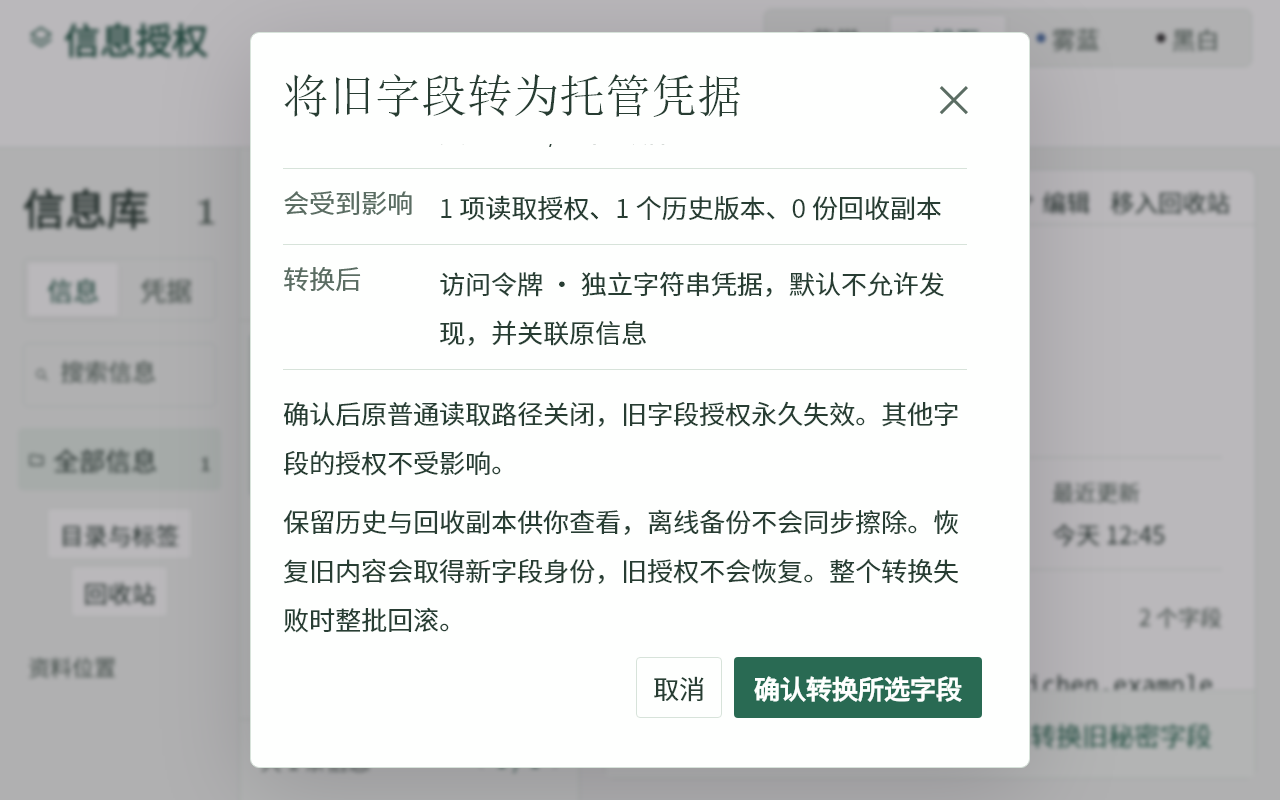 信息授权
雾蓝
黑白
将旧字段转为托管凭据
会受到影响
1 项读取授权、1 个历史版本、0 份回收副本
转换后
访问令牌 · 独立字符串凭据，默认不允许发
现，并关联原信息
确认后原普通读取路径关闭，旧字段授权永久失效。其他字
段的授权不受影响。
保留历史与回收副本供你查看，离线备份不会同步擦除。恢
复旧内容会取得新字段身份，旧授权不会恢复。整个转换失
败时整批回滚。
取消
确认转换所选字段
信息库
1
信息
凭据
搜索信息
全部信息
1
目录与标签
回收站
资料位置
编辑
移入回收站
最近更新
今天 12:45
2 个字段
ichen.example
转换旧秘密字段